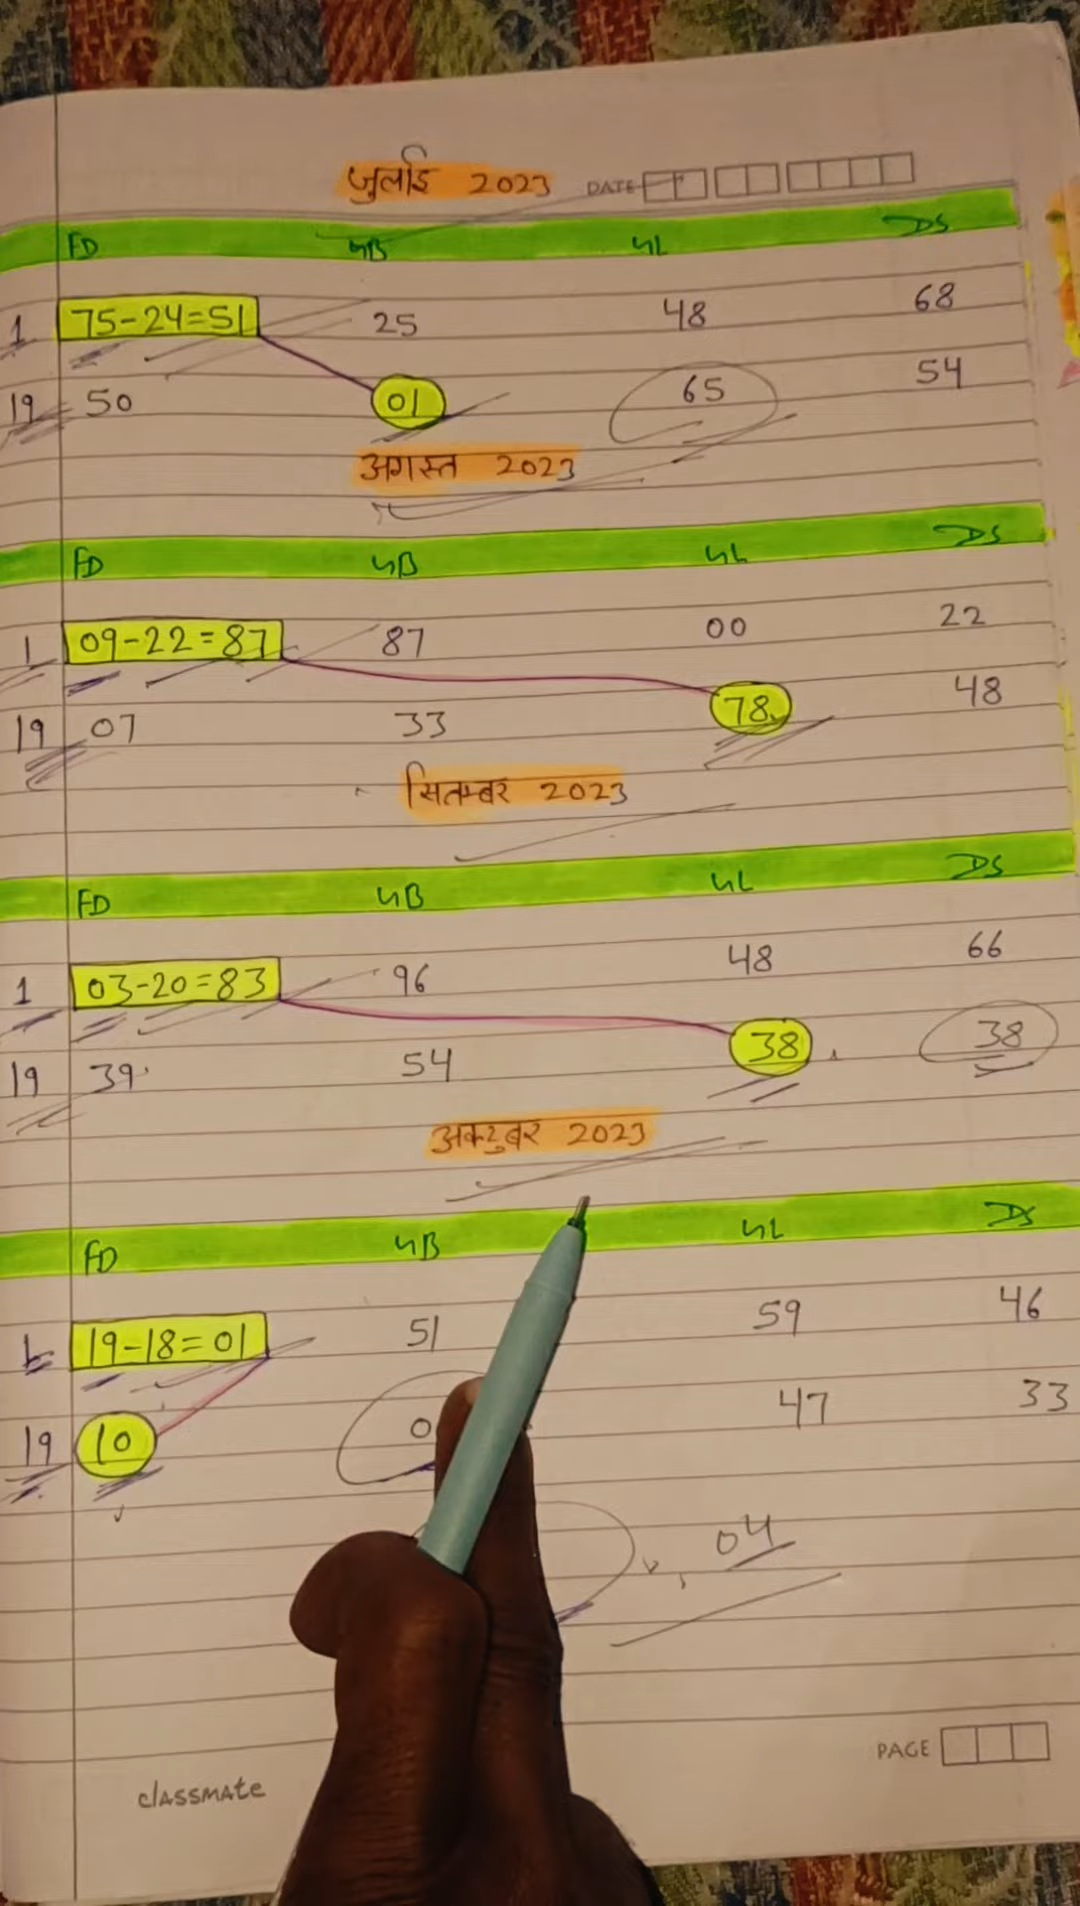 जुलाई 2023 DATE
FD GB GL DS
1 75-24=51 25 48 68
19 50 01 65 54
अगस्त 2023
FD GB GL DS
1 09-22=87 87 00 22
19 07 33 78 48
सितम्बर 2023
FD GB GL DS
1 03-20=83 96 48 66
19 39 54 38 38
अक्टुबर 2023
FD GB GL DS
1 19-18=01 51 59 46
19 10 47 33
04
PAGE
classmate